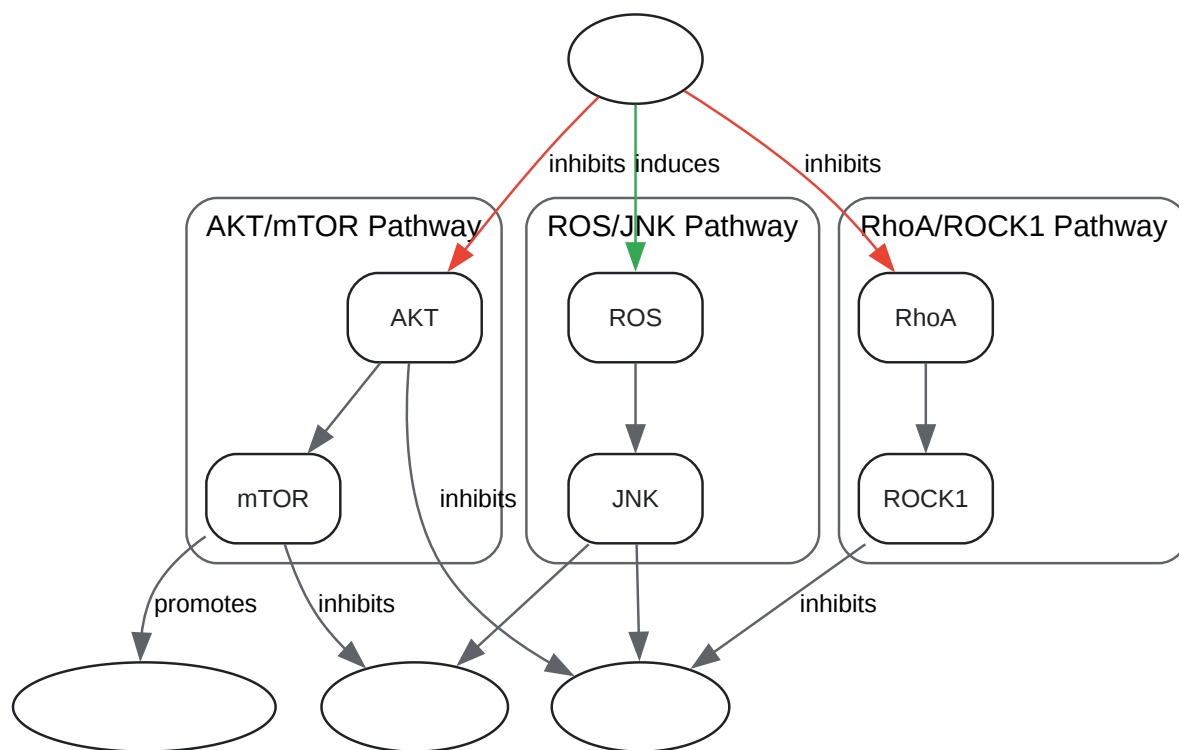 inhibits
induces
inhibits
AKT/mTOR Pathway
ROS/JNK Pathway
RhoA/ROCK1 Pathway
AKT
ROS
RhoA
mTOR
inhibits
JNK
ROCK1
promotes
inhibits
inhibits